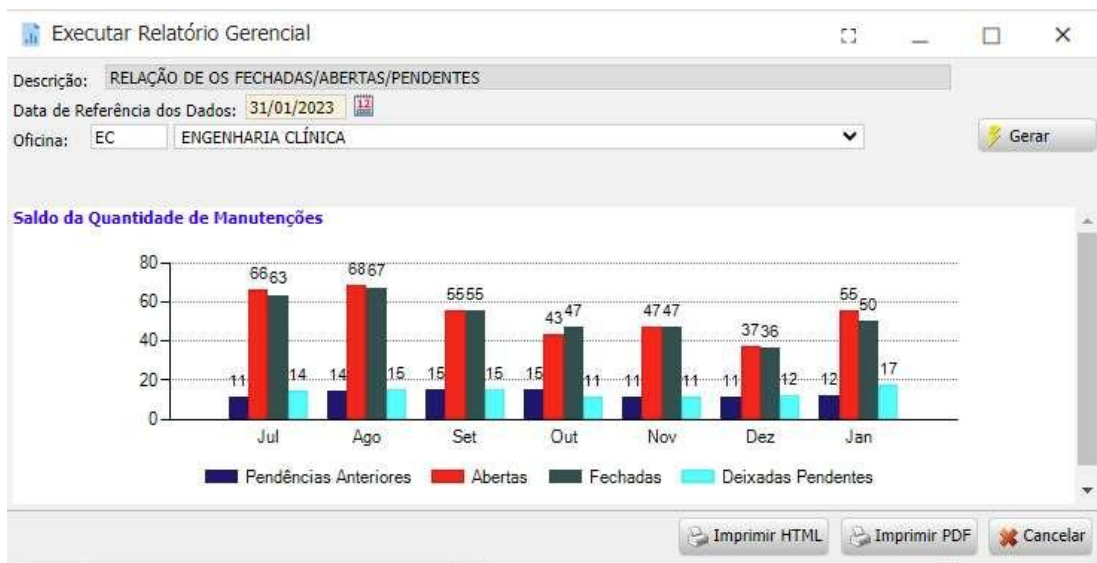 Executar Relatório Gerencial
Descrição: RELAÇÃO DE OS FECHADAS/ABERTAS/PENDENTES
Data de Referência dos Dados: 31/01/2023 12
Oficina: EC ENGENHARIA CLÍNICA Gerar
Saldo da Quantidade de Manutenções
80
60
40
20
0
11 66 63 14
14 68 67 15
15 55 55 15
15 43 47 11
11 47 47 11
11 37 36 12
12 55 50 17
Jul Ago Set Out Nov Dez Jan
Pendências Anteriores Abertas Fechadas Deixadas Pendentes
Imprimir HTML Imprimir PDF Cancelar